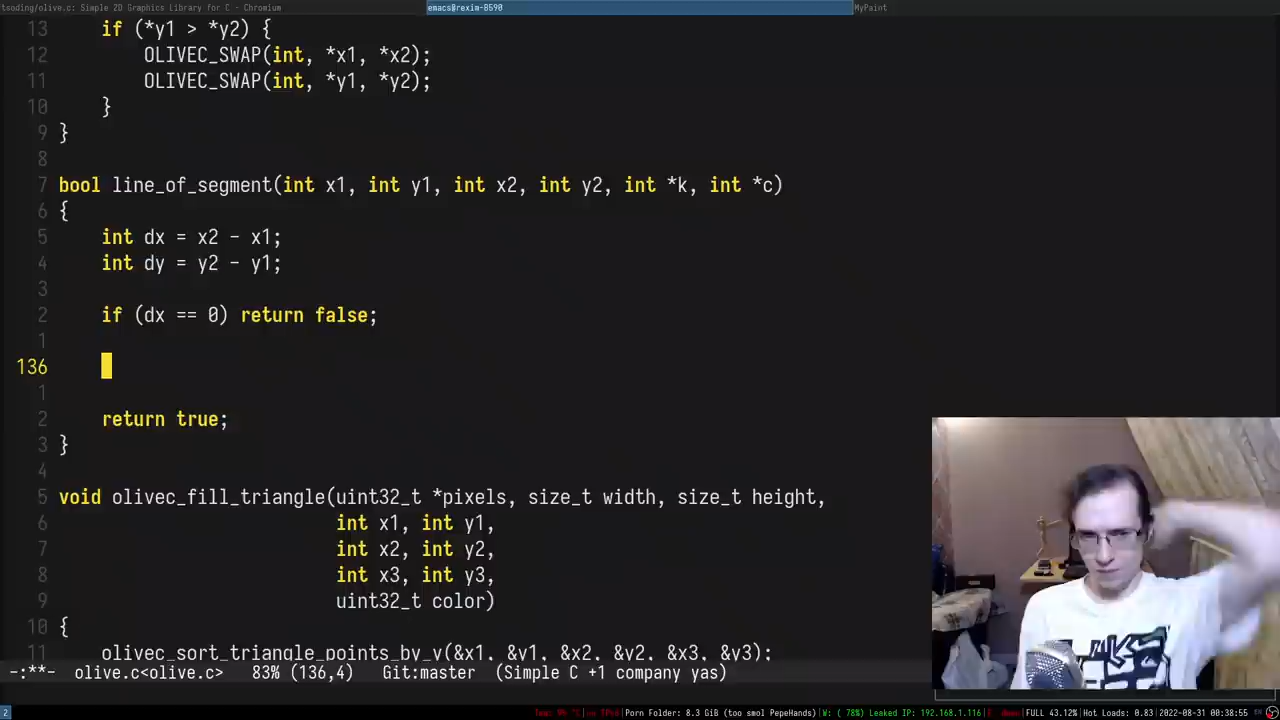 tsoding/olive.c: Simple 2D Graphics Library for C - Chromium
emacs@rexim-B590
MyPaint
13 if (*y1 > *y2) {
12 OLIVEC_SWAP(int, *x1, *x2);
11 OLIVEC_SWAP(int, *y1, *y2);
10 }
9 }
8
7 bool line_of_segment(int x1, int y1, int x2, int y2, int *k, int *c)
6 {
5 int dx = x2 - x1;
4 int dy = y2 - y1;
3
2 if (dx == 0) return false;
1
136
1
2 return true;
3 }
4
5 void olivec_fill_triangle(uint32_t *pixels, size_t width, size_t height,
6 int x1, int y1,
7 int x2, int y2,
8 int x3, int y3,
9 uint32_t color)
10 {
11 olivec_sort_triangle_points_by_y(&x1, &y1, &x2, &y2, &x3, &y3);
-:**- olive.c<olive.c> 83% (136,4) Git:master (Simple C +1 company yas)
2
Porn Folder: 8.3 GiB (too smol PepeHands) W: ( 78%) Leaked IP: 192.168.1.116 FULL 43.12% Hot Loads: 0.83 2022-08-31 00:38:55